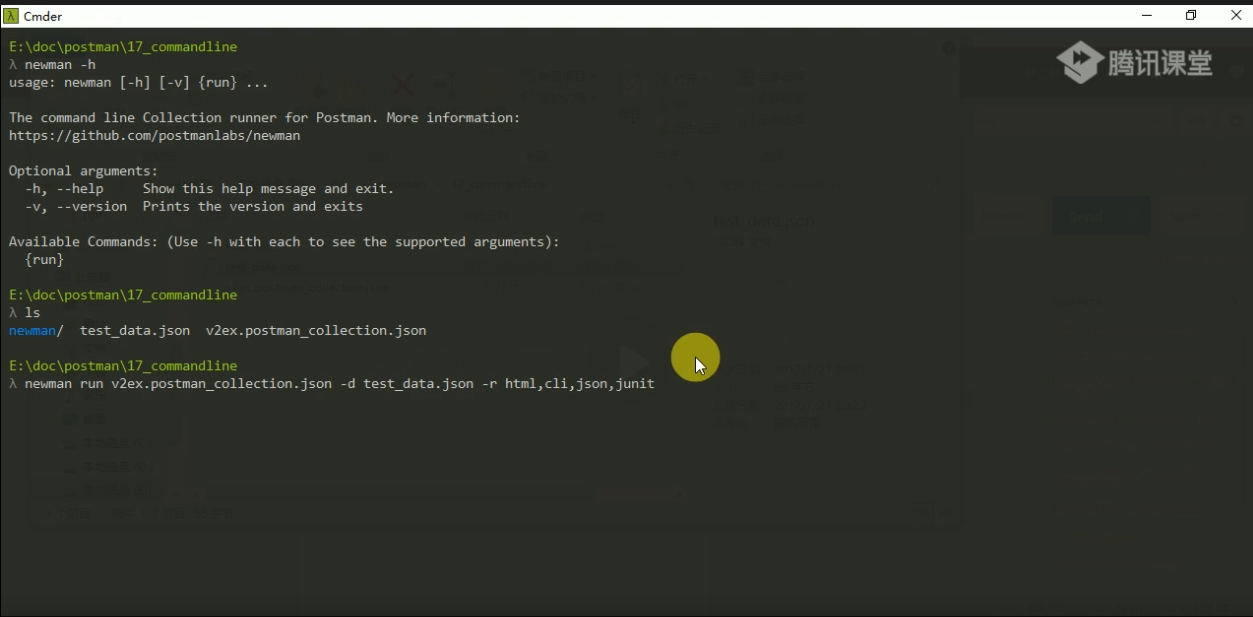 Cmder
E:\doc\postman\17_commandline
λ newman -h
usage: newman [-h] [-v] {run} ...
The command line Collection runner for Postman. More information:
https://github.com/postmanlabs/newman
Optional arguments:
-h, --help     Show this help message and exit.
-v, --version  Prints the version and exits
Available Commands: (Use -h with each to see the supported arguments):
{run}
E:\doc\postman\17_commandline
λ ls
newman/  test_data.json  v2ex.postman_collection.json
E:\doc\postman\17_commandline
λ newman run v2ex.postman_collection.json -d test_data.json -r html,cli,json,junit
腾讯课堂